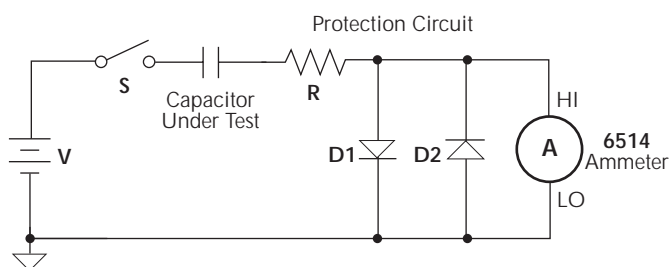 Protection Circuit
S
Capacitor
Under Test
R
HI
V
D1
D2
A
6514
Ammeter
LO